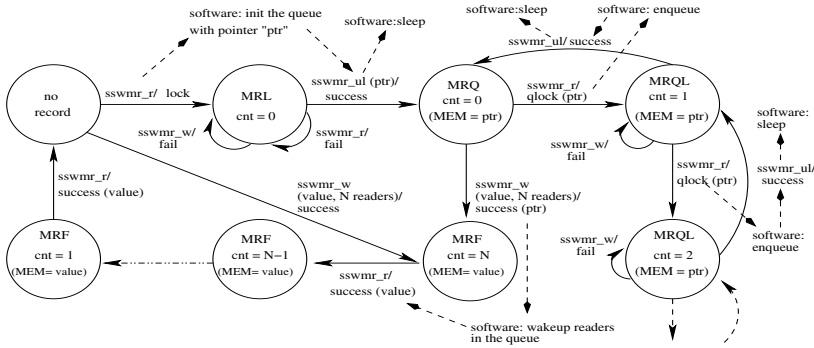 software: init the queue
with pointer "ptr"
software:sleep
software:sleep
software: enqueue
sswmr_ul/ success
no
record
sswmr_r/ lock
MRL
cnt = 0
sswmr_ul (ptr)/
success
MRQ
cnt = 0
(MEM = ptr)
sswmr_r/
qlock (ptr)
MRQL
cnt = 1
(MEM = ptr)
software:
sleep
sswmr_w/
fail
sswmr_r/
fail
sswmr_w/
fail
sswmr_r/
qlock (ptr)
sswmr_ul/
success
sswmr_r/
success (value)
sswmr_w
(value, N readers)/
success
sswmr_w
(value, N readers)/
success (ptr)
software:
enqueue
MRF
cnt = 1
(MEM= value)
MRF
cnt = N−1
(MEM= value)
MRF
cnt = N
(MEM= value)
sswmr_w/
fail
MRQL
cnt = 2
(MEM = ptr)
sswmr_r/
success (value)
software: wakeup readers
in the queue